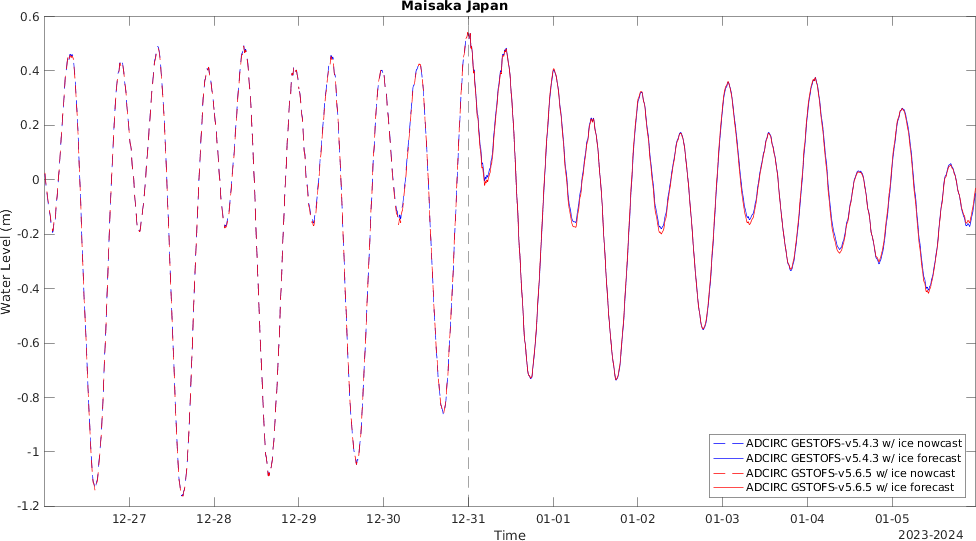 Maisaka Japan
0.6
0.4
0.2
0
-0.2
-0.4
-0.6
-0.8
-1
-1.2
Water Level (m)
12-27 12-28 12-29 12-30 12-31 01-01 01-02 01-03 01-04 01-05
Time
2023-2024
ADCIRC GESTOFS-v5.4.3 w/ ice nowcast
ADCIRC GESTOFS-v5.4.3 w/ ice forecast
ADCIRC GSTOFS-v5.6.5 w/ ice nowcast
ADCIRC GSTOFS-v5.6.5 w/ ice forecast